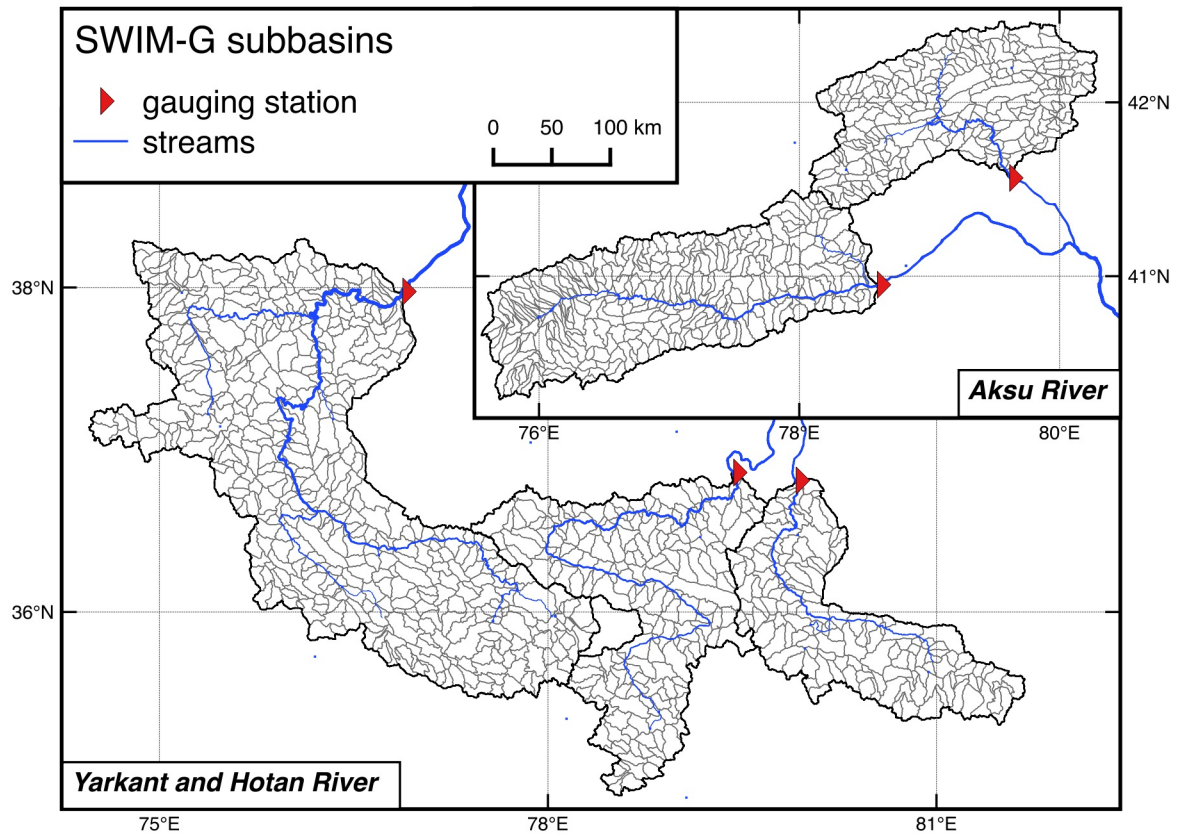 SWIM-G subbasins
gauging station
streams
0 50 100 km
42°N
41°N
38°N
Aksu River
76°E 78°E 80°E
36°N
Yarkant and Hotan River
75°E 78°E 81°E